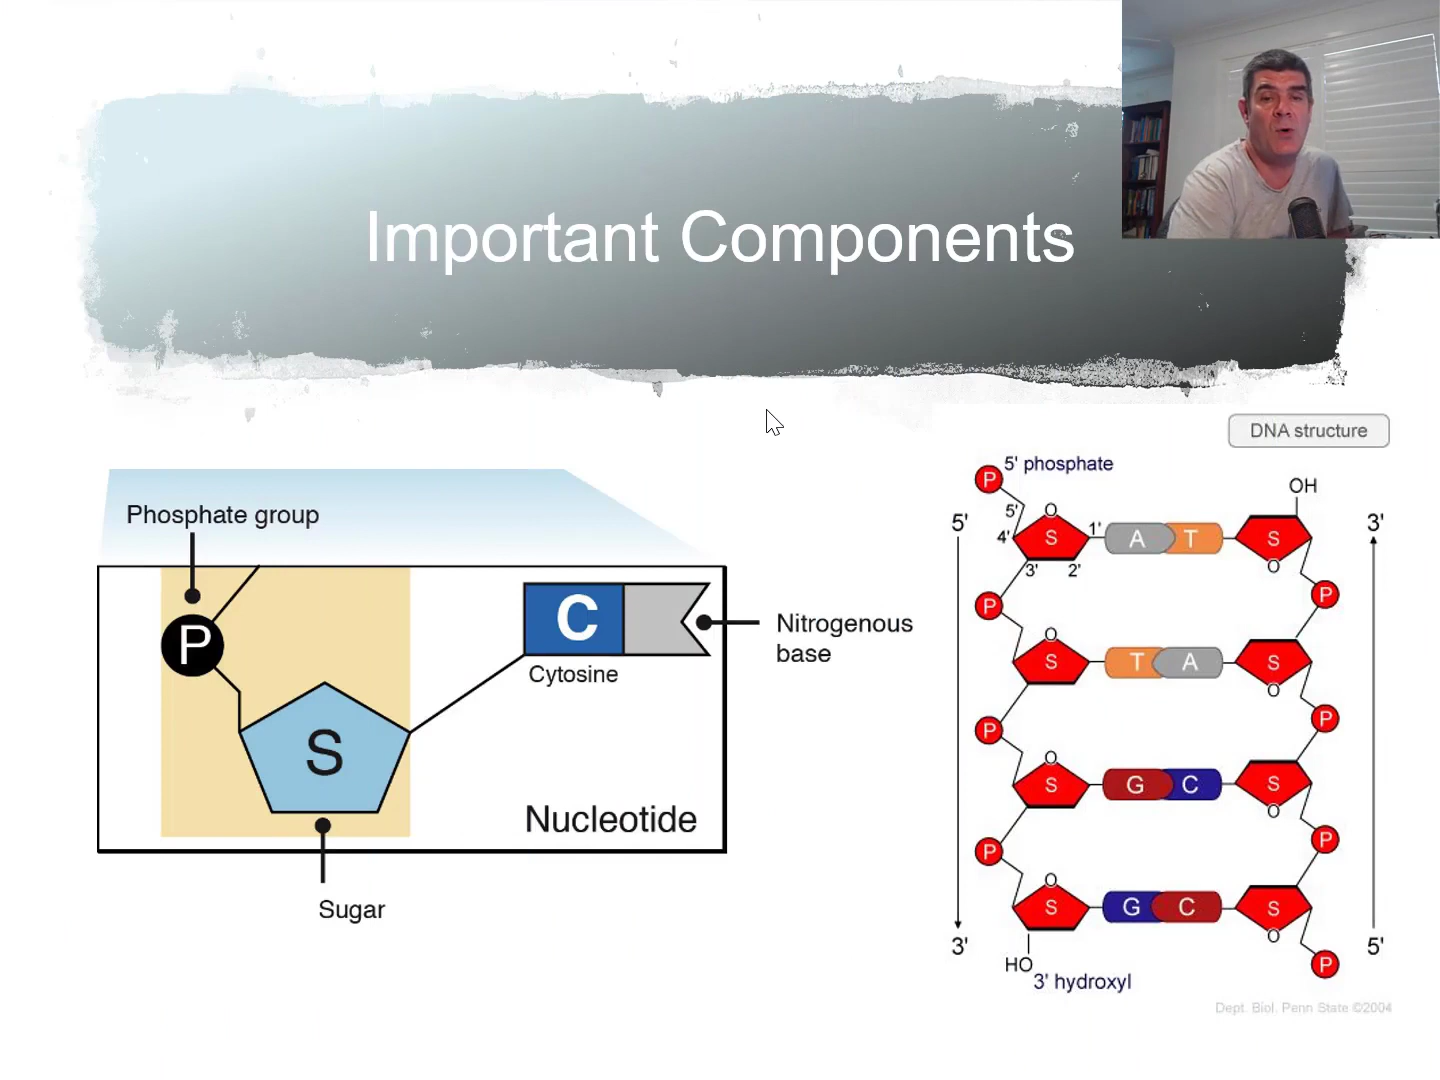 Important Components
Phosphate group
P
S
C
Cytosine
Nitrogenous
base
Nucleotide
Sugar
DNA structure
5' phosphate
P
OH
5'
5'
O
1'
A T
S
3'
4'
S
3'
2'
O
P
P
O
S
T A
S
O
P
P
O
S
G C
S
O
P
P
O
S
G C
S
O
3'
HO
3' hydroxyl
P
5'
Dept. Biol. Penn State ©2004